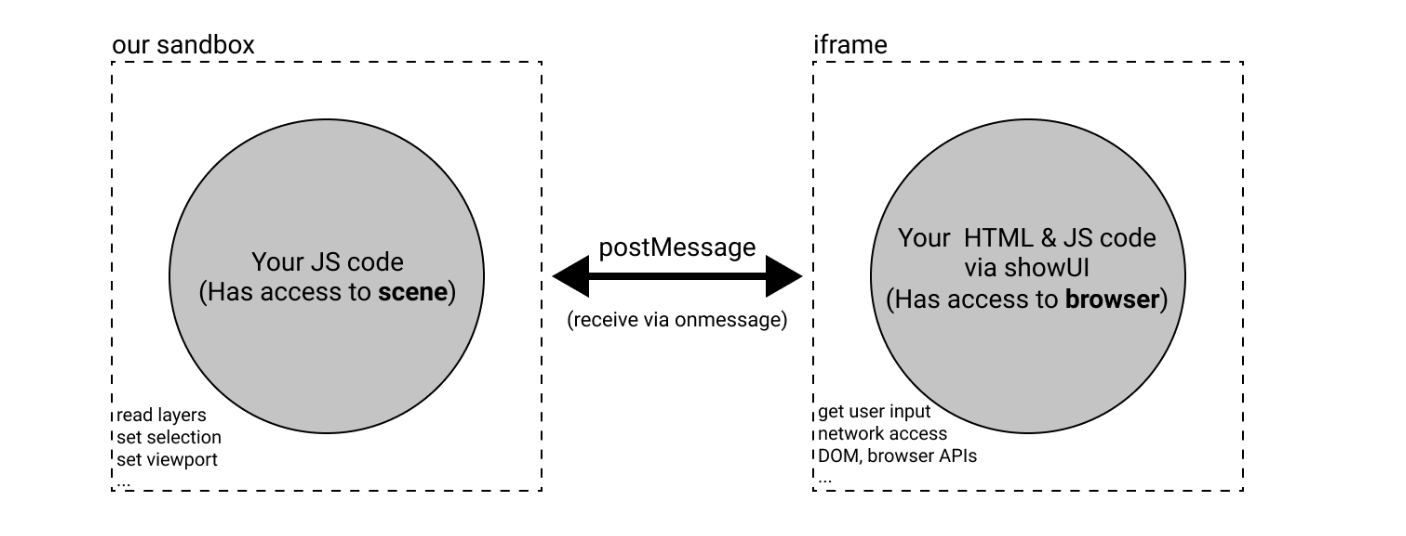 our sandbox
Your JS code
(Has access to scene)
read layers
set selection
set viewport
...
postMessage
(receive via onmessage)
iframe
Your  HTML & JS code
via showUI
(Has access to browser)
get user input
network access
DOM, browser APIs
...